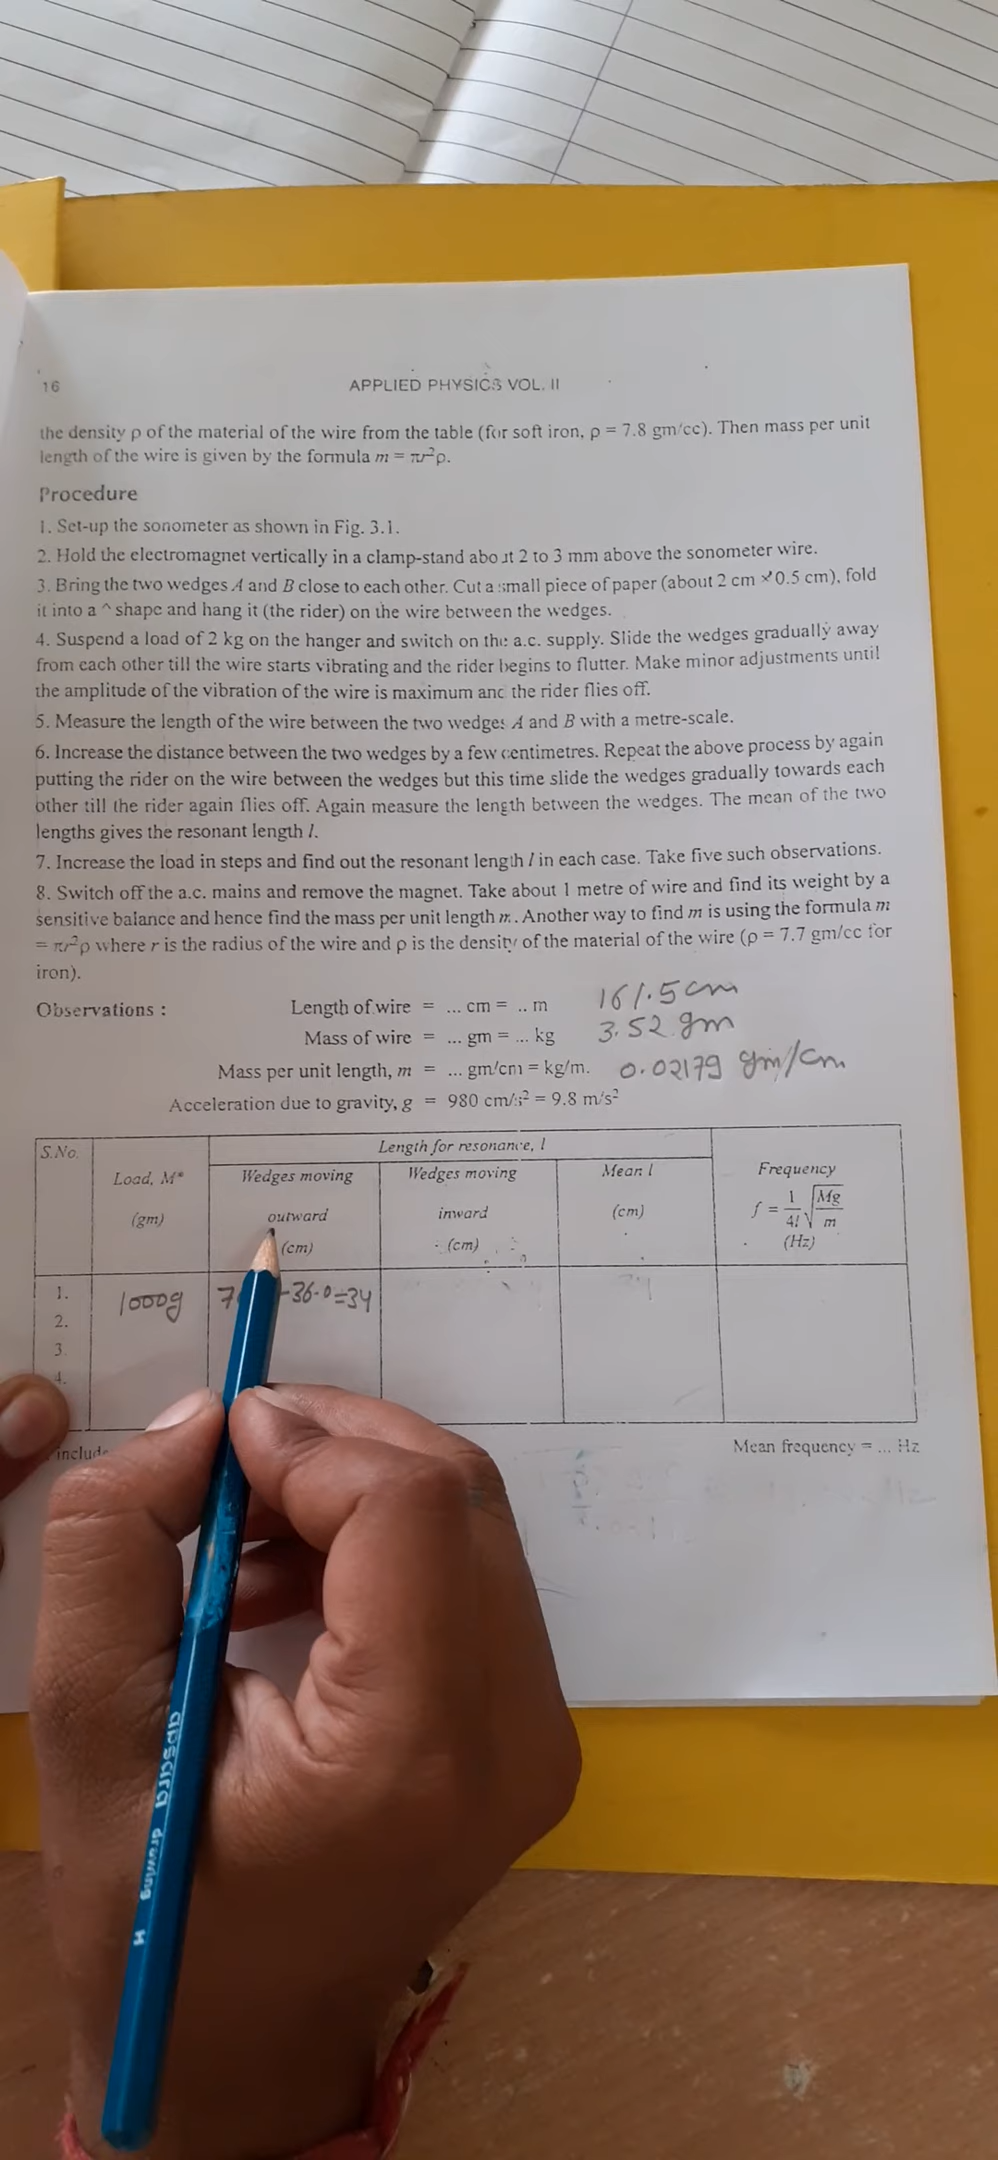 16
APPLIED PHYSICS VOL. II
the density ρ of the material of the wire from the table (for soft iron, ρ = 7.8 gm/cc). Then mass per unit
length of the wire is given by the formula m = πr²ρ.
Procedure
1. Set-up the sonometer as shown in Fig. 3.1.
2. Hold the electromagnet vertically in a clamp-stand about 2 to 3 mm above the sonometer wire.
3. Bring the two wedges A and B close to each other. Cut a small piece of paper (about 2 cm × 0.5 cm), fold
it into a ^ shape and hang it (the rider) on the wire between the wedges.
4. Suspend a load of 2 kg on the hanger and switch on the a.c. supply. Slide the wedges gradually away
from each other till the wire starts vibrating and the rider begins to flutter. Make minor adjustments until
the amplitude of the vibration of the wire is maximum and the rider flies off.
5. Measure the length of the wire between the two wedges A and B with a metre-scale.
6. Increase the distance between the two wedges by a few centimetres. Repeat the above process by again
putting the rider on the wire between the wedges but this time slide the wedges gradually towards each
other till the rider again flies off. Again measure the length between the wedges. The mean of the two
lengths gives the resonant length l.
7. Increase the load in steps and find out the resonant length l in each case. Take five such observations.
8. Switch off the a.c. mains and remove the magnet. Take about 1 metre of wire and find its weight by a
sensitive balance and hence find the mass per unit length m. Another way to find m is using the formula m
= πr²ρ where r is the radius of the wire and ρ is the density of the material of the wire (ρ = 7.7 gm/cc for
iron).
Observations : Length of wire = ... cm = .. m 161.5 cm
Mass of wire = ... gm = ... kg 3.52 gm
Mass per unit length, m = ... gm/cm = kg/m. 0.02179 gm/cm
Acceleration due to gravity, g = 980 cm/s² = 9.8 m/s²
S.No. Load, M* (gm) Length for resonance, l Frequency f = 1/4l √Mg/m (Hz)
Wedges moving outward (cm) Wedges moving inward (cm) Mean l (cm)
1. 1000g 7 -36.0=34
2.
3.
4.
include
Mean frequency = ... Hz
apsara drawing H